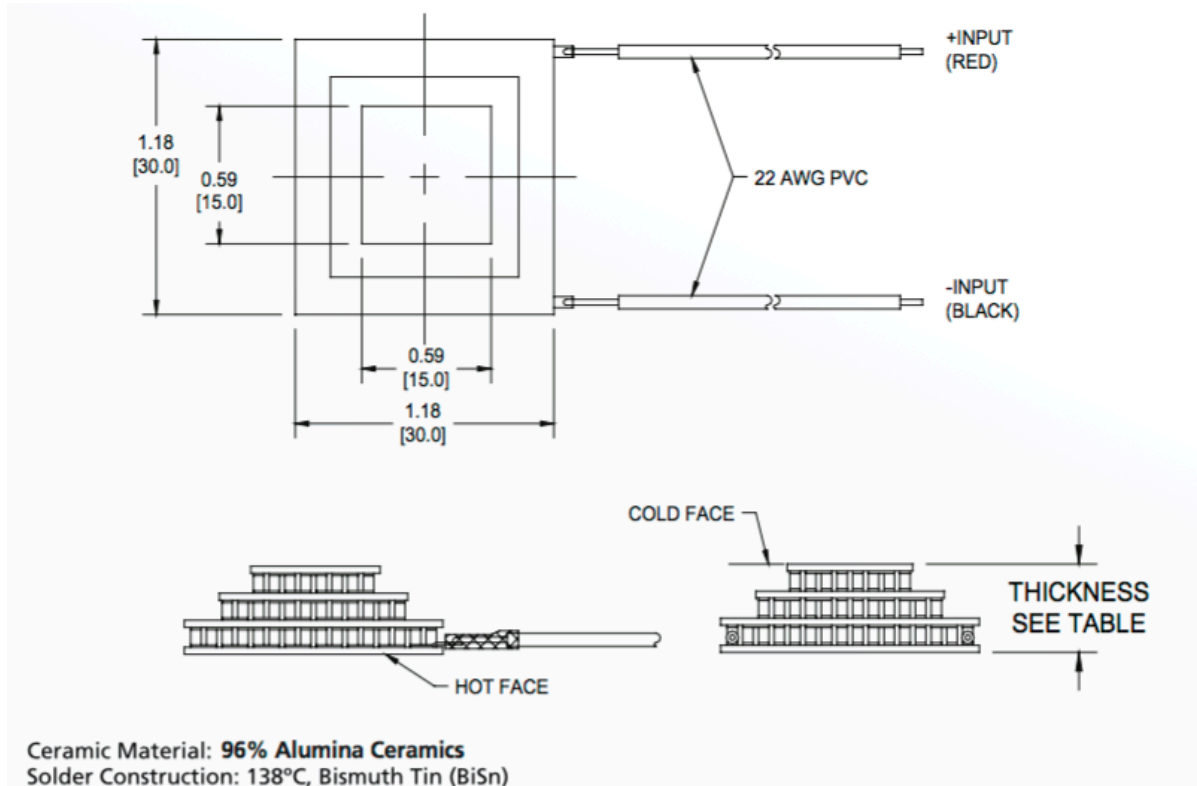 +INPUT
(RED)
1.18
[30.0]
0.59
[15.0]
22 AWG PVC
-INPUT
(BLACK)
0.59
[15.0]
1.18
[30.0]
COLD FACE
THICKNESS
SEE TABLE
HOT FACE
Ceramic Material: 96% Alumina Ceramics
Solder Construction: 138ºC, Bismuth Tin (BiSn)